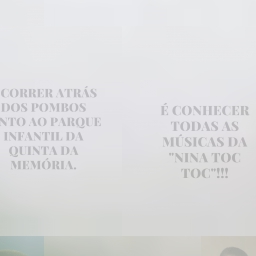 CORRER ATRÁS
DOS POMBOS
NTO AO PARQUE
INFANTIL DA
QUINTA DA
MEMÓRIA.
É CONHECER
TODAS AS
MÚSICAS DA
"NINA TOC
TOC"!!!